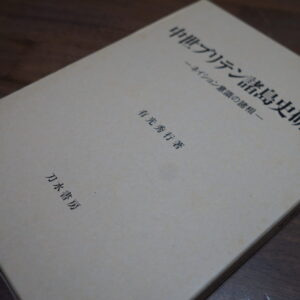 中世ブリテン諸島史研
―ネイション意識の諸相―
有光秀行著
刀水書房